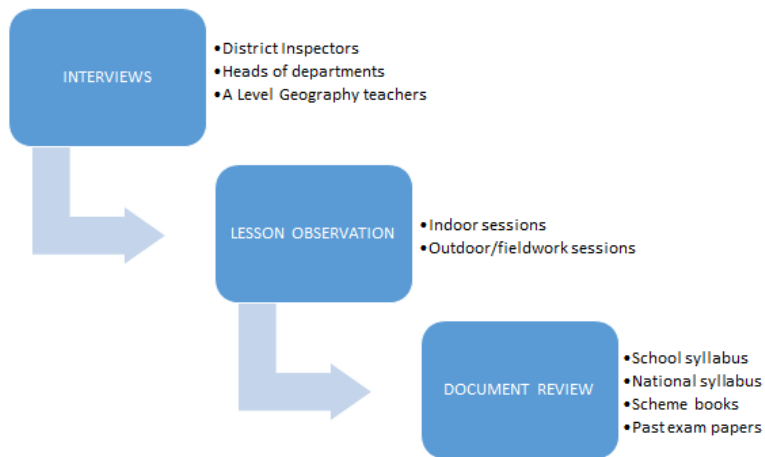 INTERVIEWS
•District Inspectors
•Heads of departments
•A Level Geography teachers
LESSON OBSERVATION
•Indoor sessions
•Outdoor/fieldwork sessions
DOCUMENT REVIEW
•School syllabus
•National syllabus
•Scheme books
•Past exam papers